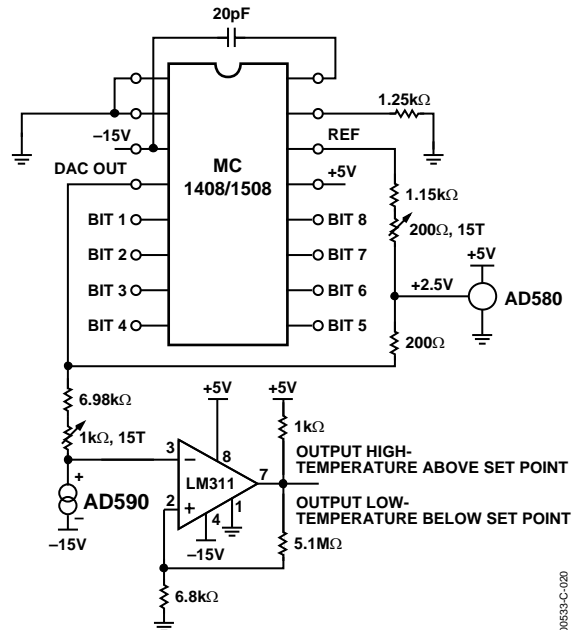 20pF
1.25kΩ
–15V
REF
DAC OUT
MC
1408/1508
+5V
1.15kΩ
BIT 1
BIT 8
200Ω, 15T
BIT 2
BIT 7
+5V
BIT 3
BIT 6
+2.5V
AD580
BIT 4
BIT 5
200Ω
6.98kΩ
+5V
+5V
1kΩ, 15T
1kΩ
3
–
8
OUTPUT HIGH-
TEMPERATURE ABOVE SET POINT
LM311
7
+
AD590
–
2
+
4
1
OUTPUT LOW-
TEMPERATURE BELOW SET POINT
–15V
–15V
5.1MΩ
6.8kΩ
00533-C-020